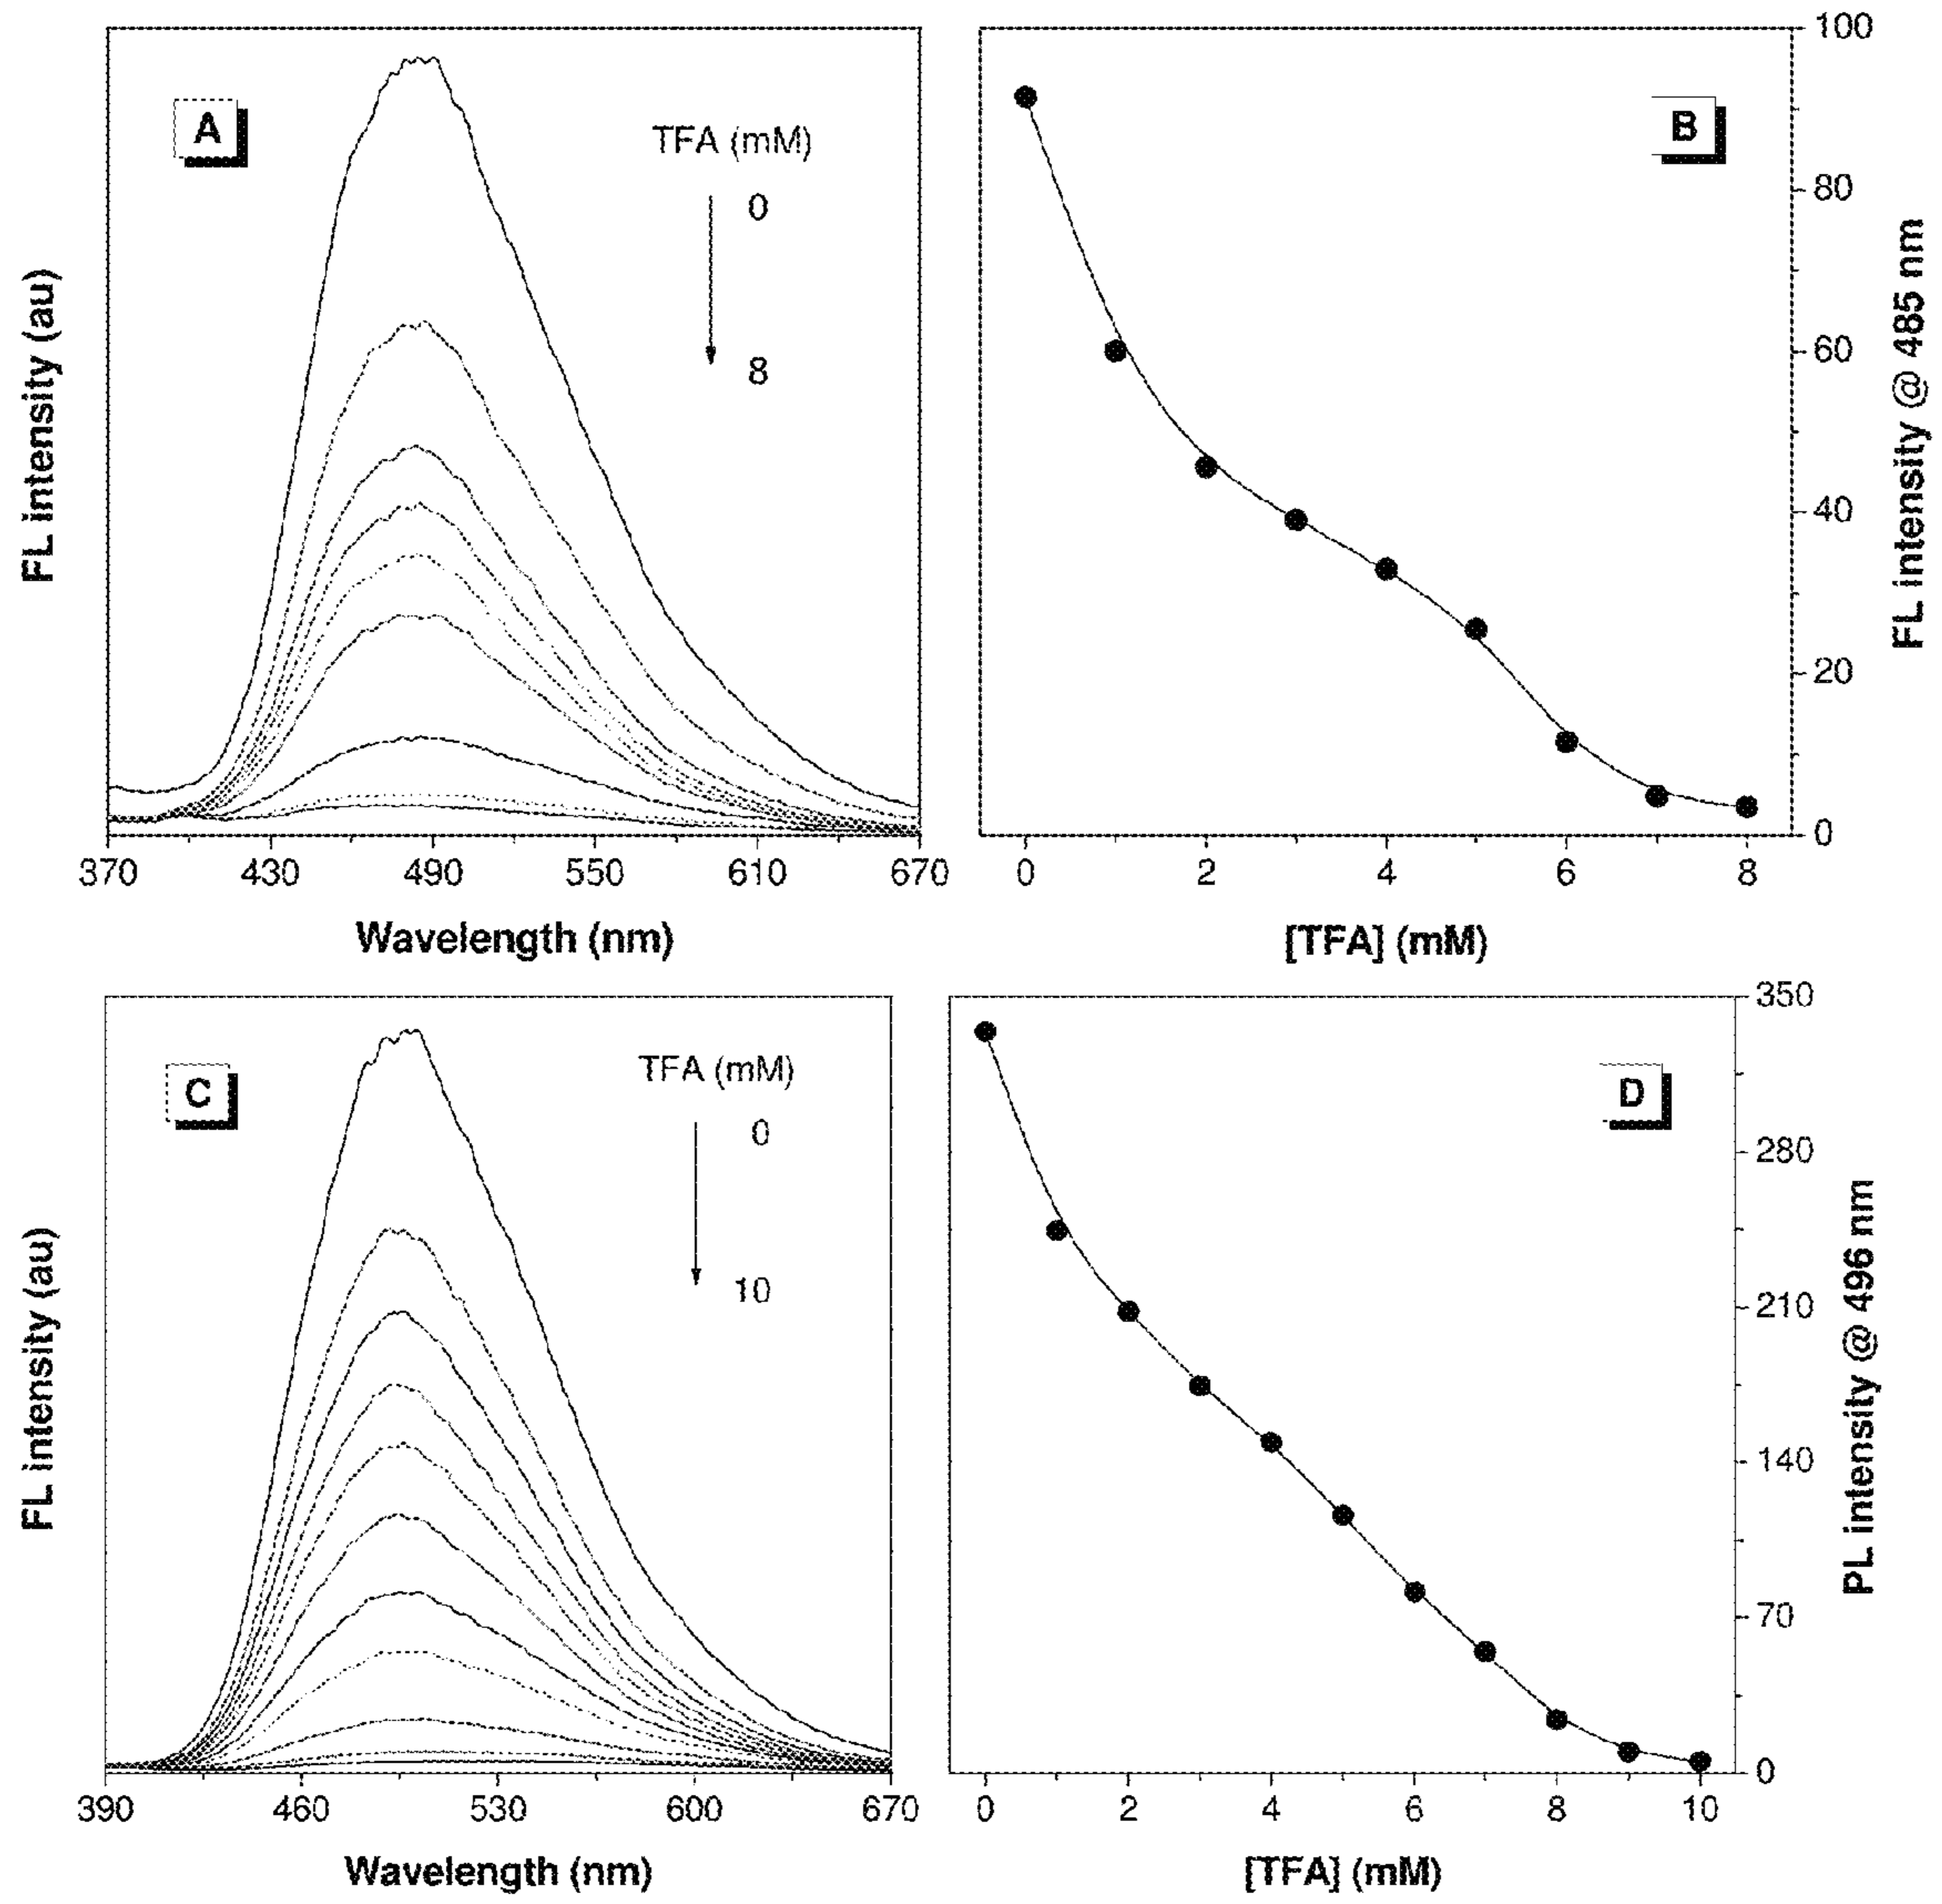 A
TFA (mM)
0
8
FL intensity (au)
370 430 490 550 610 670
Wavelength (nm)
B
100
80
60
40
20
0
FL intensity @ 485 nm
0 2 4 6 8
[TFA] (mM)
C
TFA (mM)
0
10
FL intensity (au)
390 460 530 600 670
Wavelength (nm)
D
350
280
210
140
70
0
PL intensity @ 496 nm
0 2 4 6 8 10
[TFA] (mM)